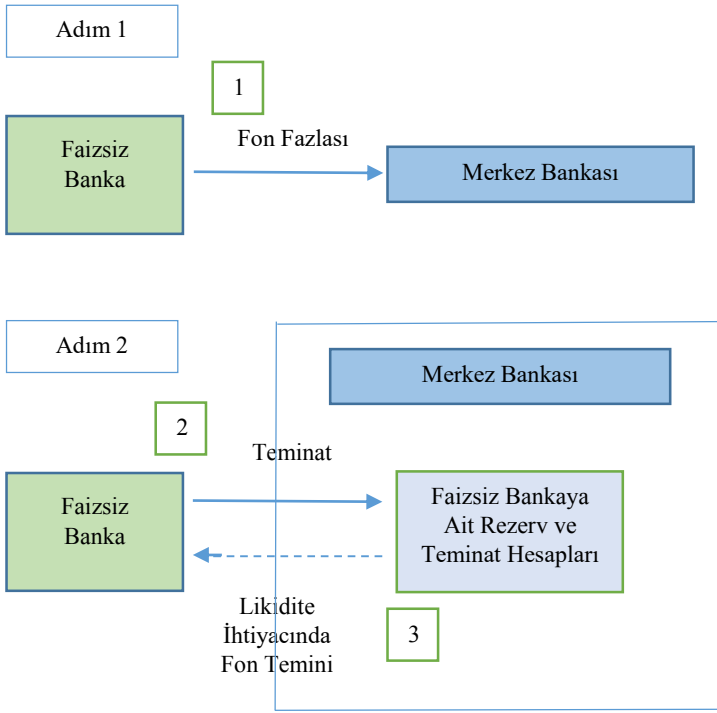 Adım 1
1
Faizsiz
Banka
Fon Fazlası
Merkez Bankası
Adım 2
Merkez Bankası
2
Teminat
Faizsiz
Banka
Faizsiz Bankaya
Ait Rezerv ve
Teminat Hesapları
Likidite
İhtiyacında
Fon Temini
3